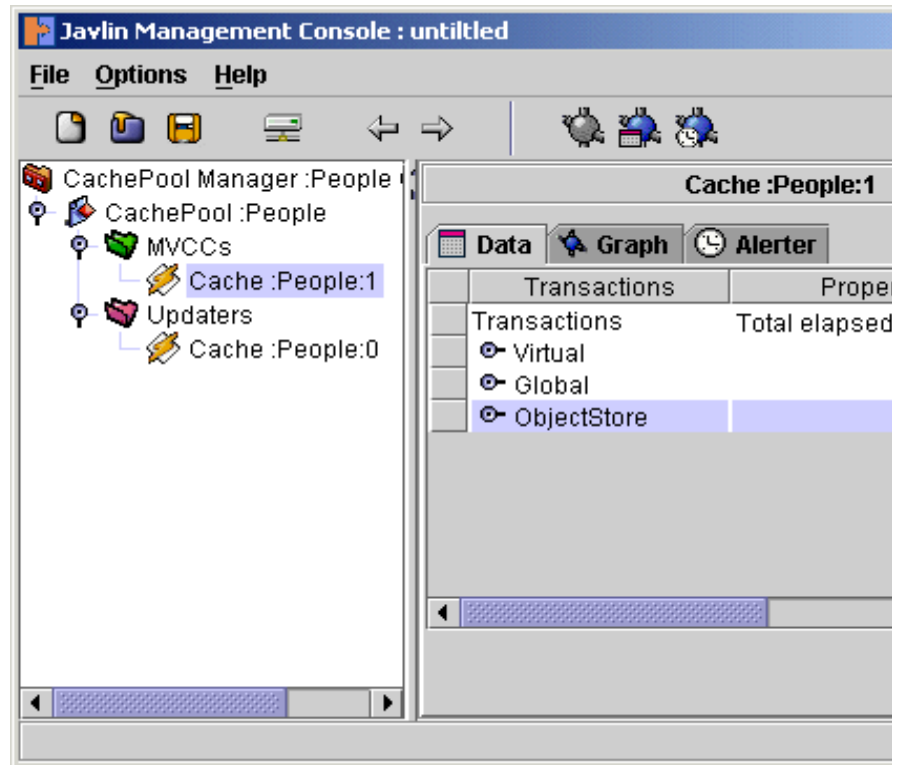 Javlin Management Console : untiltled
File Options Help
CachePool Manager :People
CachePool :People
MVCCs
Cache :People:1
Updaters
Cache :People:0
Cache :People:1
Data Graph Alerter
Transactions Proper
Transactions Total elapsed
Virtual
Global
ObjectStore